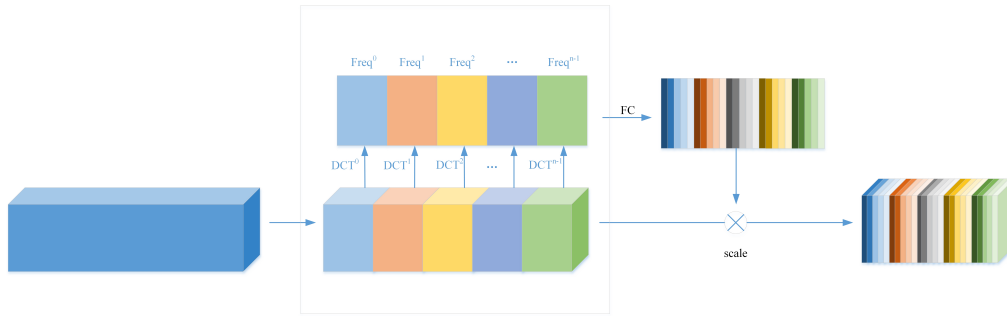 Freq⁰ Freq¹ Freq² ... Freqⁿ⁻¹
FC
DCT⁰ DCT¹ DCT² ... DCTⁿ⁻¹
scale